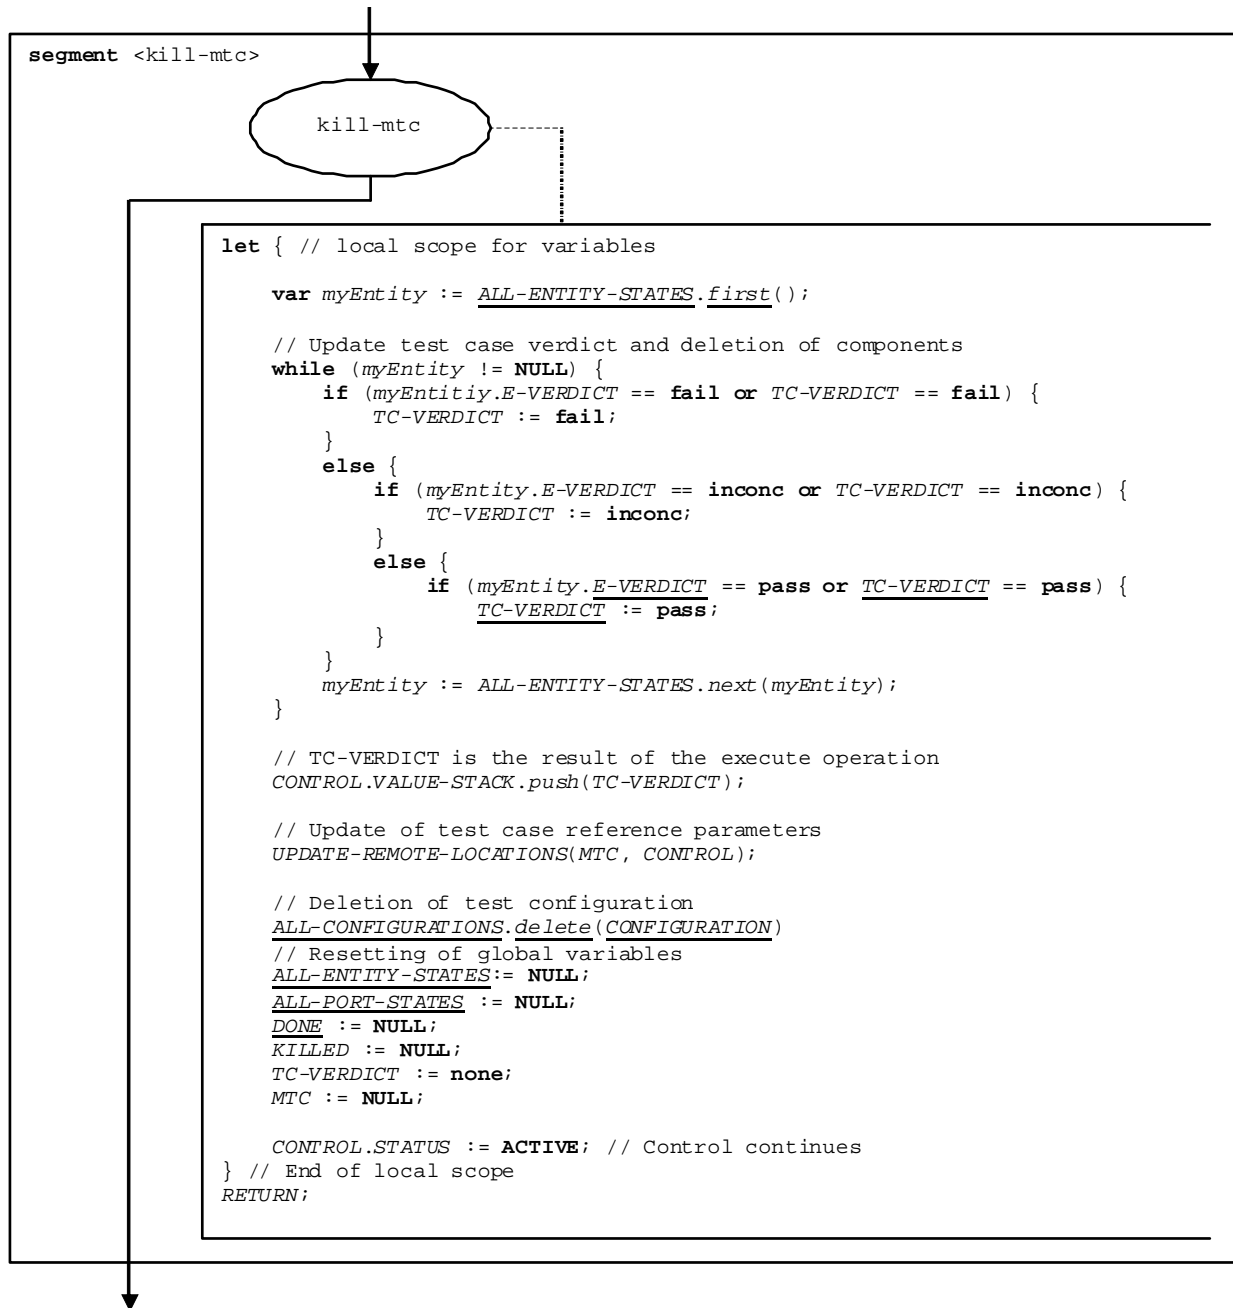 segment <kill-mtc>
kill-mtc
let { // local scope for variables
var myEntity := ALL-ENTITY-STATES.first();
// Update test case verdict and deletion of components
while (myEntity != NULL) {
if (myEntitiy.E-VERDICT == fail or TC-VERDICT == fail) {
TC-VERDICT := fail;
}
else {
if (myEntity.E-VERDICT == inconc or TC-VERDICT == inconc) {
TC-VERDICT := inconc;
}
else {
if (myEntity.E-VERDICT == pass or TC-VERDICT == pass) {
TC-VERDICT := pass;
}
}
myEntity := ALL-ENTITY-STATES.next(myEntity);
}
// TC-VERDICT is the result of the execute operation
CONTROL.VALUE-STACK.push(TC-VERDICT);
// Update of test case reference parameters
UPDATE-REMOTE-LOCATIONS(MTC, CONTROL);
// Deletion of test configuration
ALL-CONFIGURATIONS.delete(CONFIGURATION)
// Resetting of global variables
ALL-ENTITY-STATES:= NULL;
ALL-PORT-STATES := NULL;
DONE := NULL;
KILLED := NULL;
TC-VERDICT := none;
MTC := NULL;
CONTROL.STATUS := ACTIVE; // Control continues
} // End of local scope
RETURN;